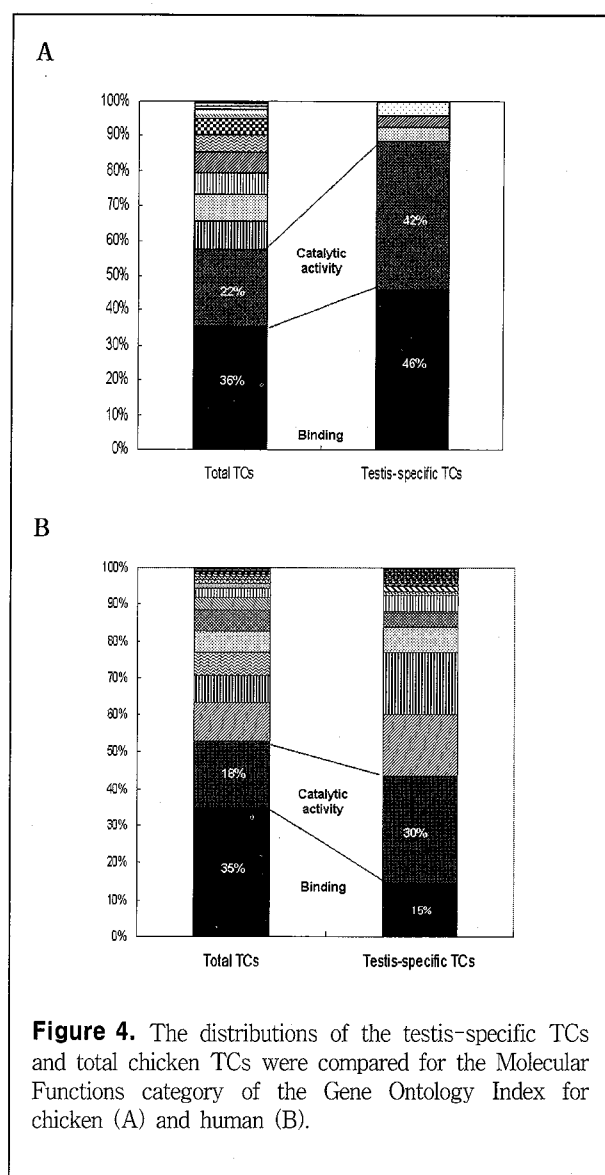 A
100%
90%
80%
70%
60%
50%
40%
30%
20%
10%
0%
22%
36%
Catalytic
activity
Binding
42%
46%
Total TCs
Testis-specific TCs
B
100%
90%
80%
70%
60%
50%
40%
30%
20%
10%
0%
18%
35%
Catalytic
activity
Binding
30%
15%
Total TCs
Testis-specific TCs
Figure 4. The distributions of the testis-specific TCs
and total chicken TCs were compared for the Molecular
Functions category of the Gene Ontology Index for
chicken (A) and human (B).